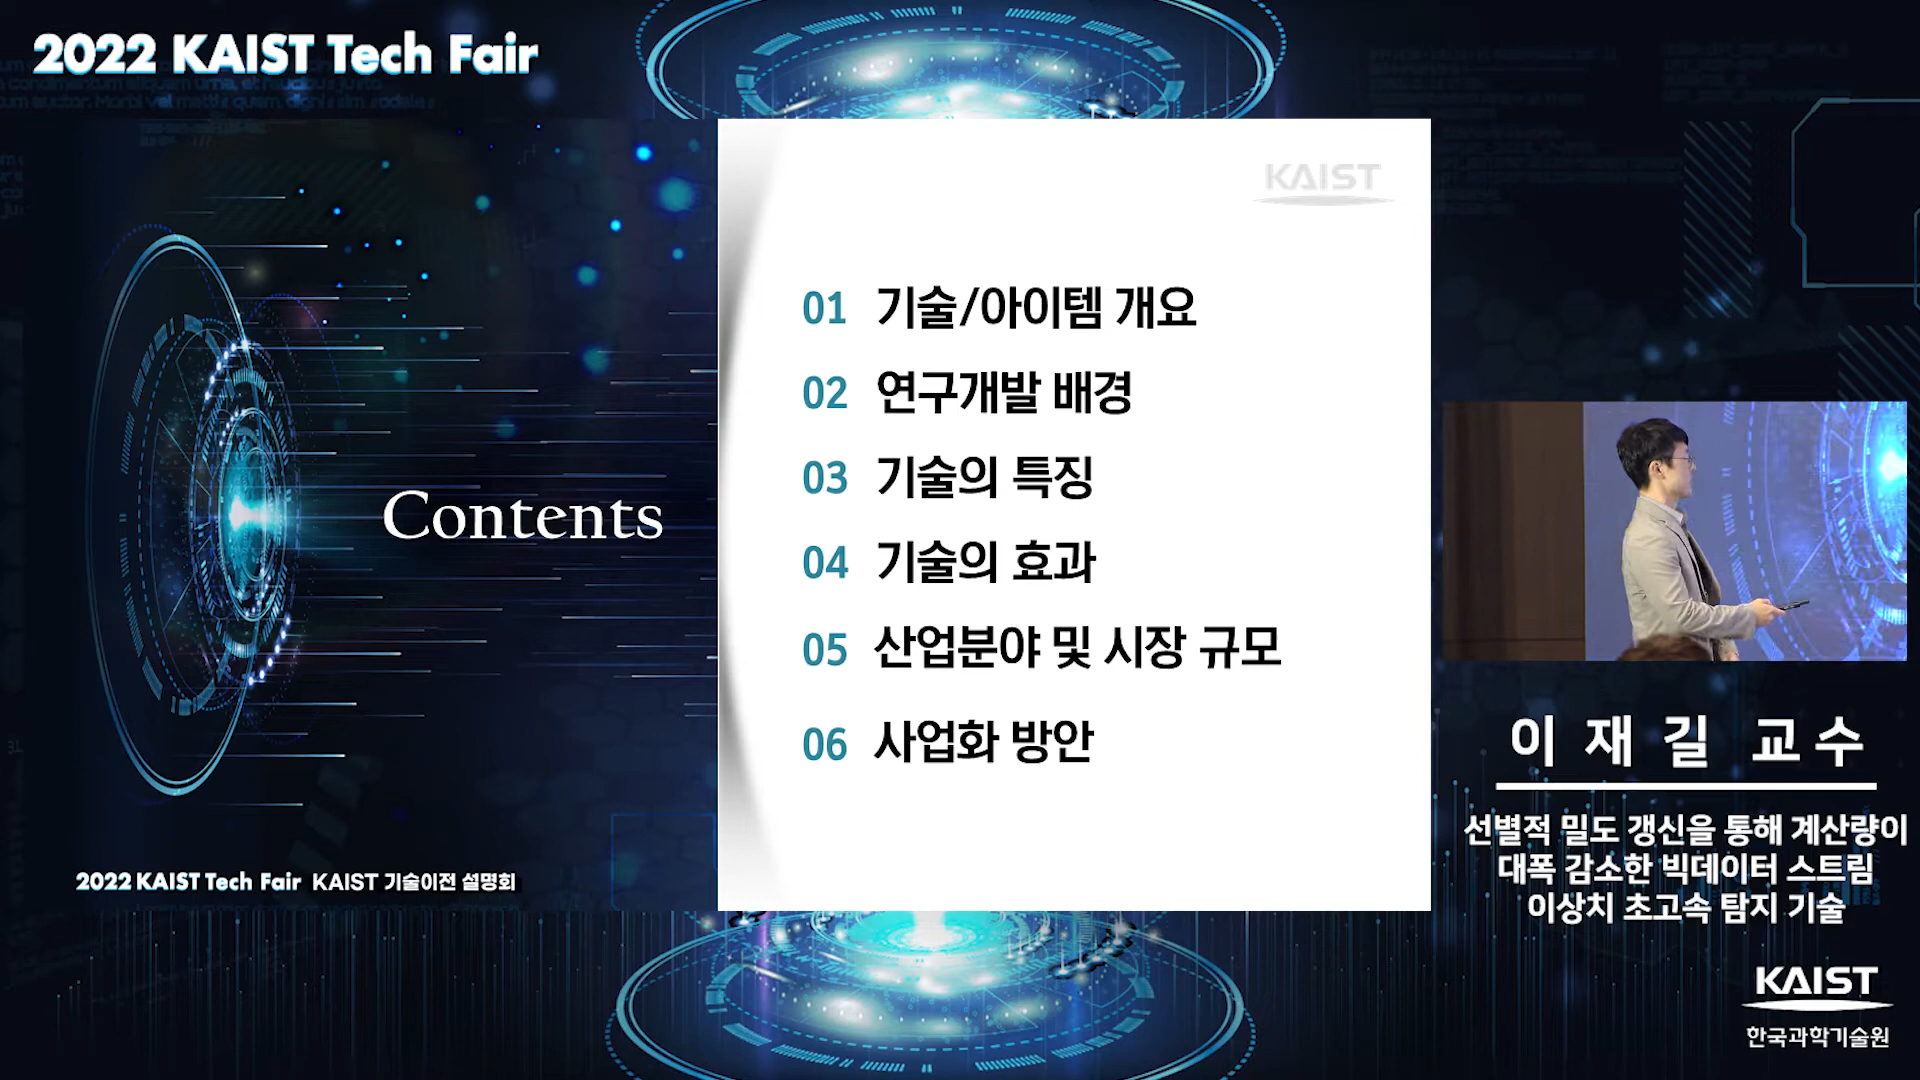 2022 KAIST Tech Fair
KAIST
Contents
01 기술/아이템 개요
02 연구개발 배경
03 기술의 특징
04 기술의 효과
05 산업분야 및 시장 규모
06 사업화 방안
2022 KAIST Tech Fair KAIST 기술이전 설명회
이재길 교수
선별적 밀도 갱신을 통해 계산량이
대폭 감소한 빅데이터 스트림
이상치 초고속 탐지 기술
KAIST
한국과학기술원